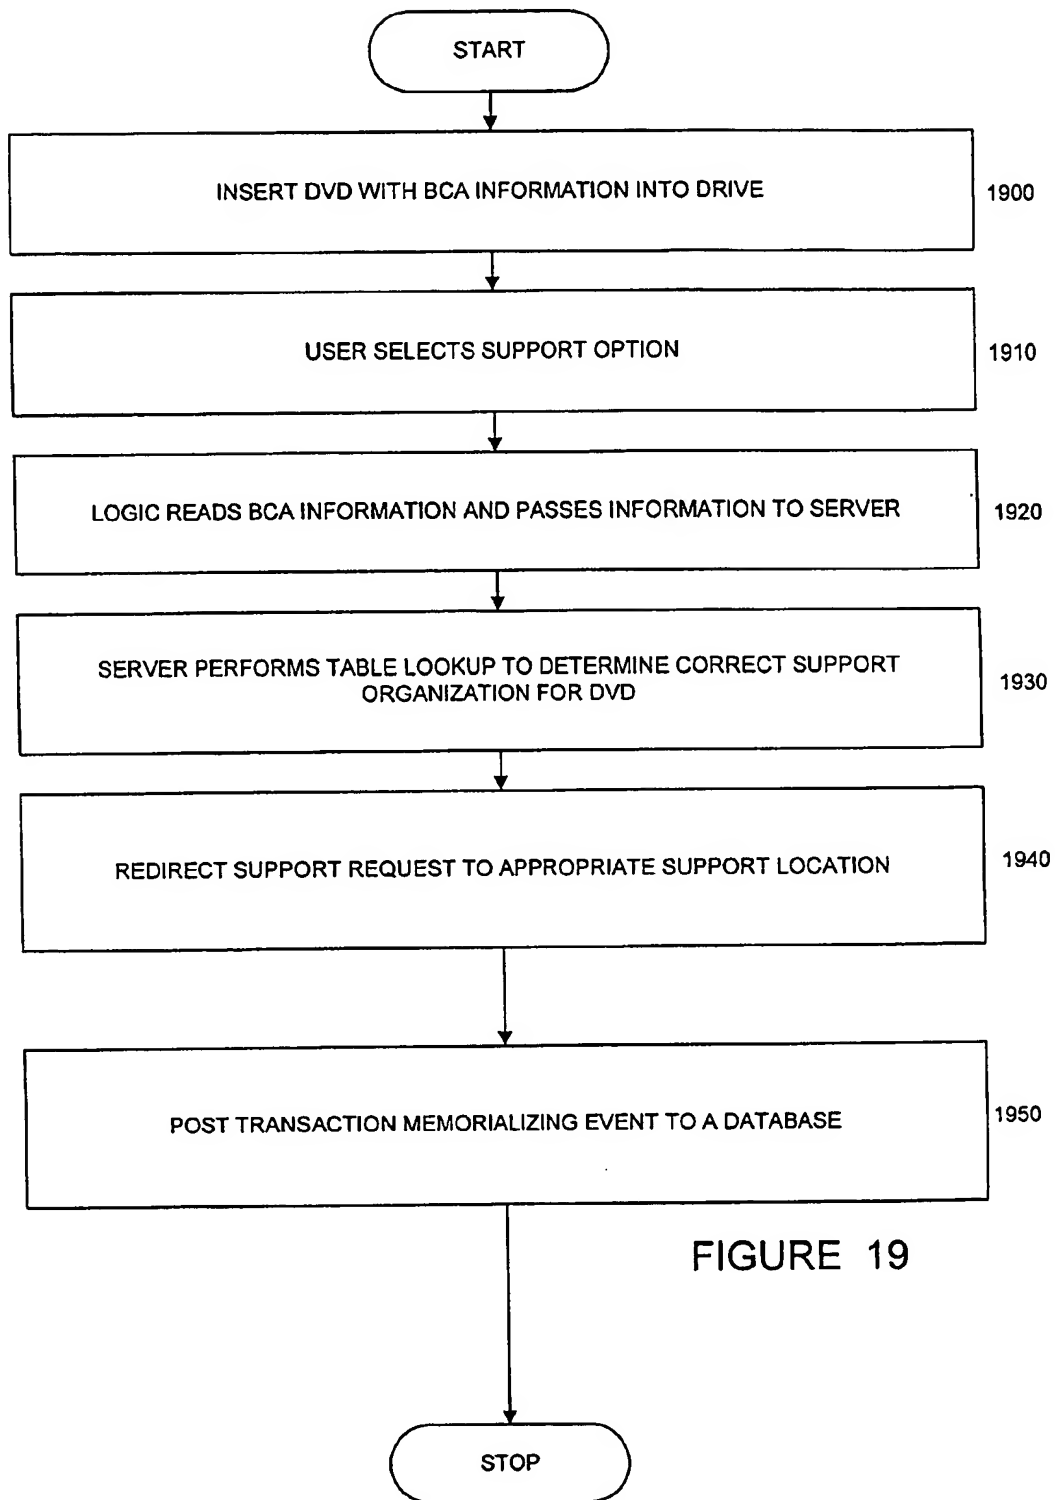 START
INSERT DVD WITH BCA INFORMATION INTO DRIVE
1900
USER SELECTS SUPPORT OPTION
1910
LOGIC READS BCA INFORMATION AND PASSES INFORMATION TO SERVER
1920
SERVER PERFORMS TABLE LOOKUP TO DETERMINE CORRECT SUPPORT
ORGANIZATION FOR DVD
1930
REDIRECT SUPPORT REQUEST TO APPROPRIATE SUPPORT LOCATION
1940
POST TRANSACTION MEMORIALIZING EVENT TO A DATABASE
1950
FIGURE 19
STOP